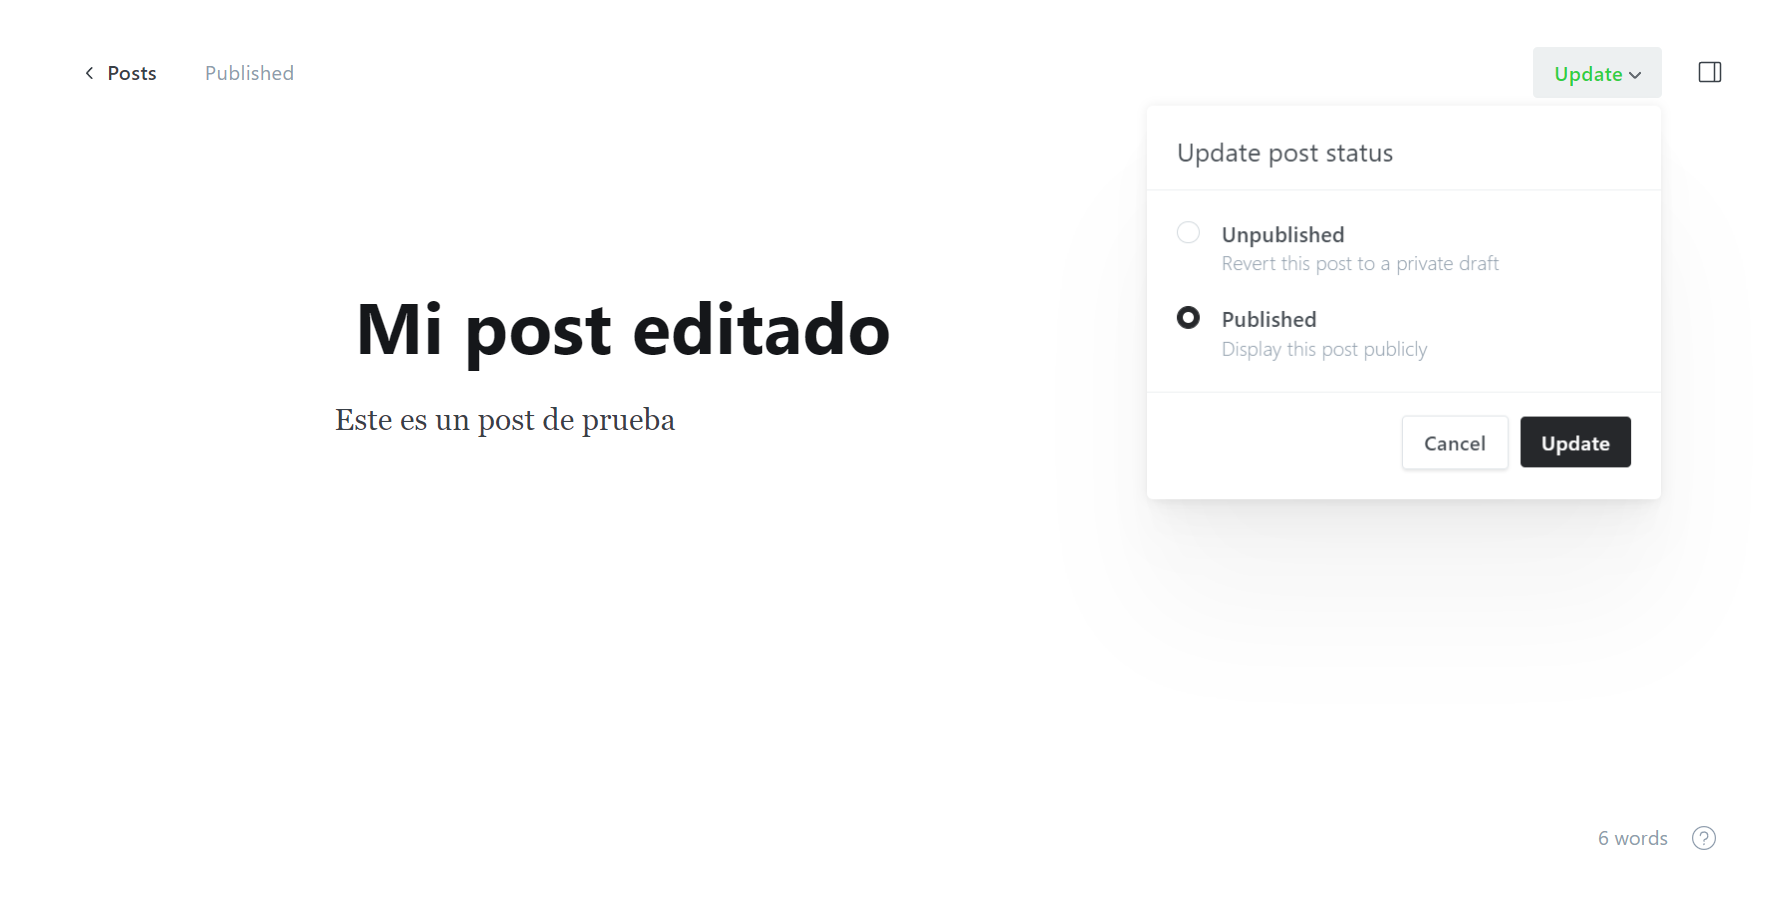 Posts
Published
Update
Update post status
Unpublished
Revert this post to a private draft
Published
Display this post publicly
Cancel
Update
Mi post editado
Este es un post de prueba
6 words
?